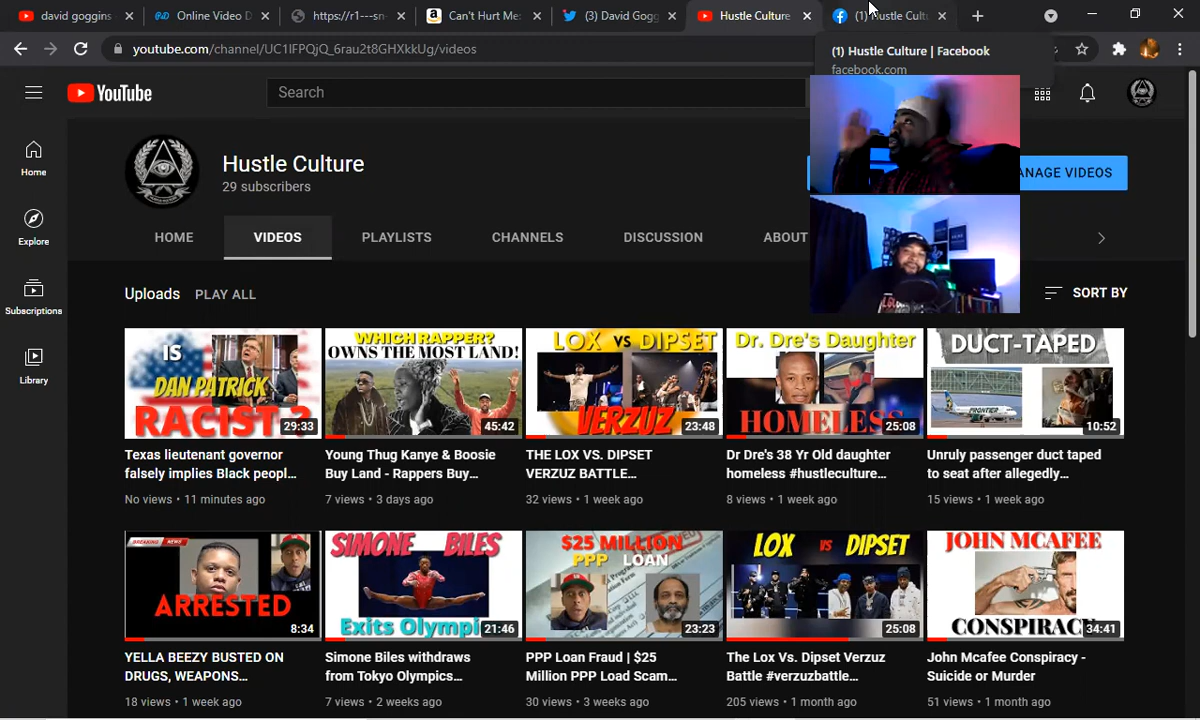 david goggins
Online Video D
https://r1---sn-
Can't Hurt Me:
(3) David Gogg
Hustle Culture
(1) Hustle Cultu
youtube.com/channel/UC1lFPQjQ_6rau2t8GHXkkUg/videos
(1) Hustle Culture | Facebook
facebook.com
YouTube
Search
Home
Explore
Subscriptions
Library
Hustle Culture
29 subscribers
ANAGE VIDEOS
HOME
VIDEOS
PLAYLISTS
CHANNELS
DISCUSSION
ABOUT
Uploads
PLAY ALL
SORT BY
IS
DAN PATRICK
RACIST ?
29:33
Texas lieutenant governor
falsely implies Black peopl...
No views • 11 minutes ago
WHICH RAPPER?
OWNS THE MOST LAND!
45:42
Young Thug Kanye & Boosie
Buy Land - Rappers Buy...
7 views • 3 days ago
LOX VS DIPSET
VERZUZ
23:48
THE LOX VS. DIPSET
VERZUZ BATTLE...
32 views • 1 week ago
Dr. Dre's Daughter
HOMELESS
25:08
Dr Dre's 38 Yr Old daughter
homeless #hustleculture...
8 views • 1 week ago
DUCT-TAPED
FRONTIER
10:52
Unruly passenger duct taped
to seat after allegedly...
15 views • 1 week ago
BREAKING NEWS
ARRESTED
8:34
YELLA BEEZY BUSTED ON
DRUGS, WEAPONS...
18 views • 1 week ago
SIMONE BILES
Exits Olympi
21:46
Simone Biles withdraws
from Tokyo Olympics...
7 views • 2 weeks ago
$25 MILLION
PPP LOAN
23:23
PPP Loan Fraud | $25
Million PPP Load Scam...
30 views • 3 weeks ago
LOX VS DIPSET
25:08
The Lox Vs. Dipset Verzuz
Battle #verzuzbattle...
205 views • 1 month ago
JOHN MCAFEE
CONSPIRAC
34:41
John Mcafee Conspiracy -
Suicide or Murder
51 views • 1 month ago